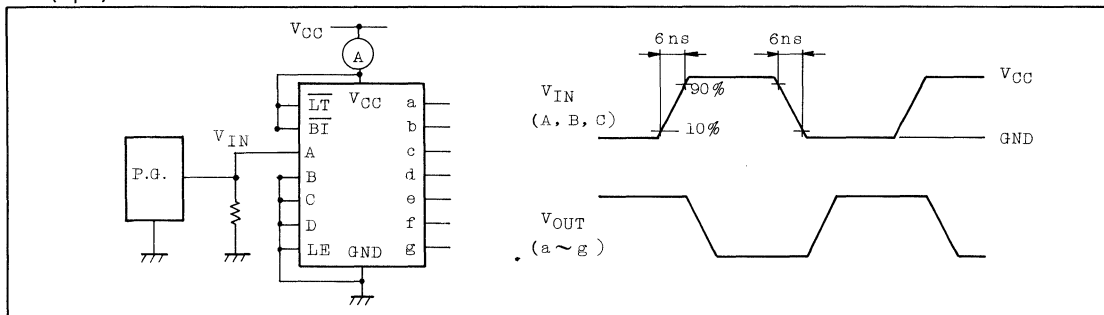 VCC
A
LT
BI
VCC
a
b
c
d
e
f
g
VIN
P.G.
A
B
C
D
LE
GND
6ns
6ns
VIN
(A, B, C)
90%
10%
VCC
GND
VOUT
(a ~ g)